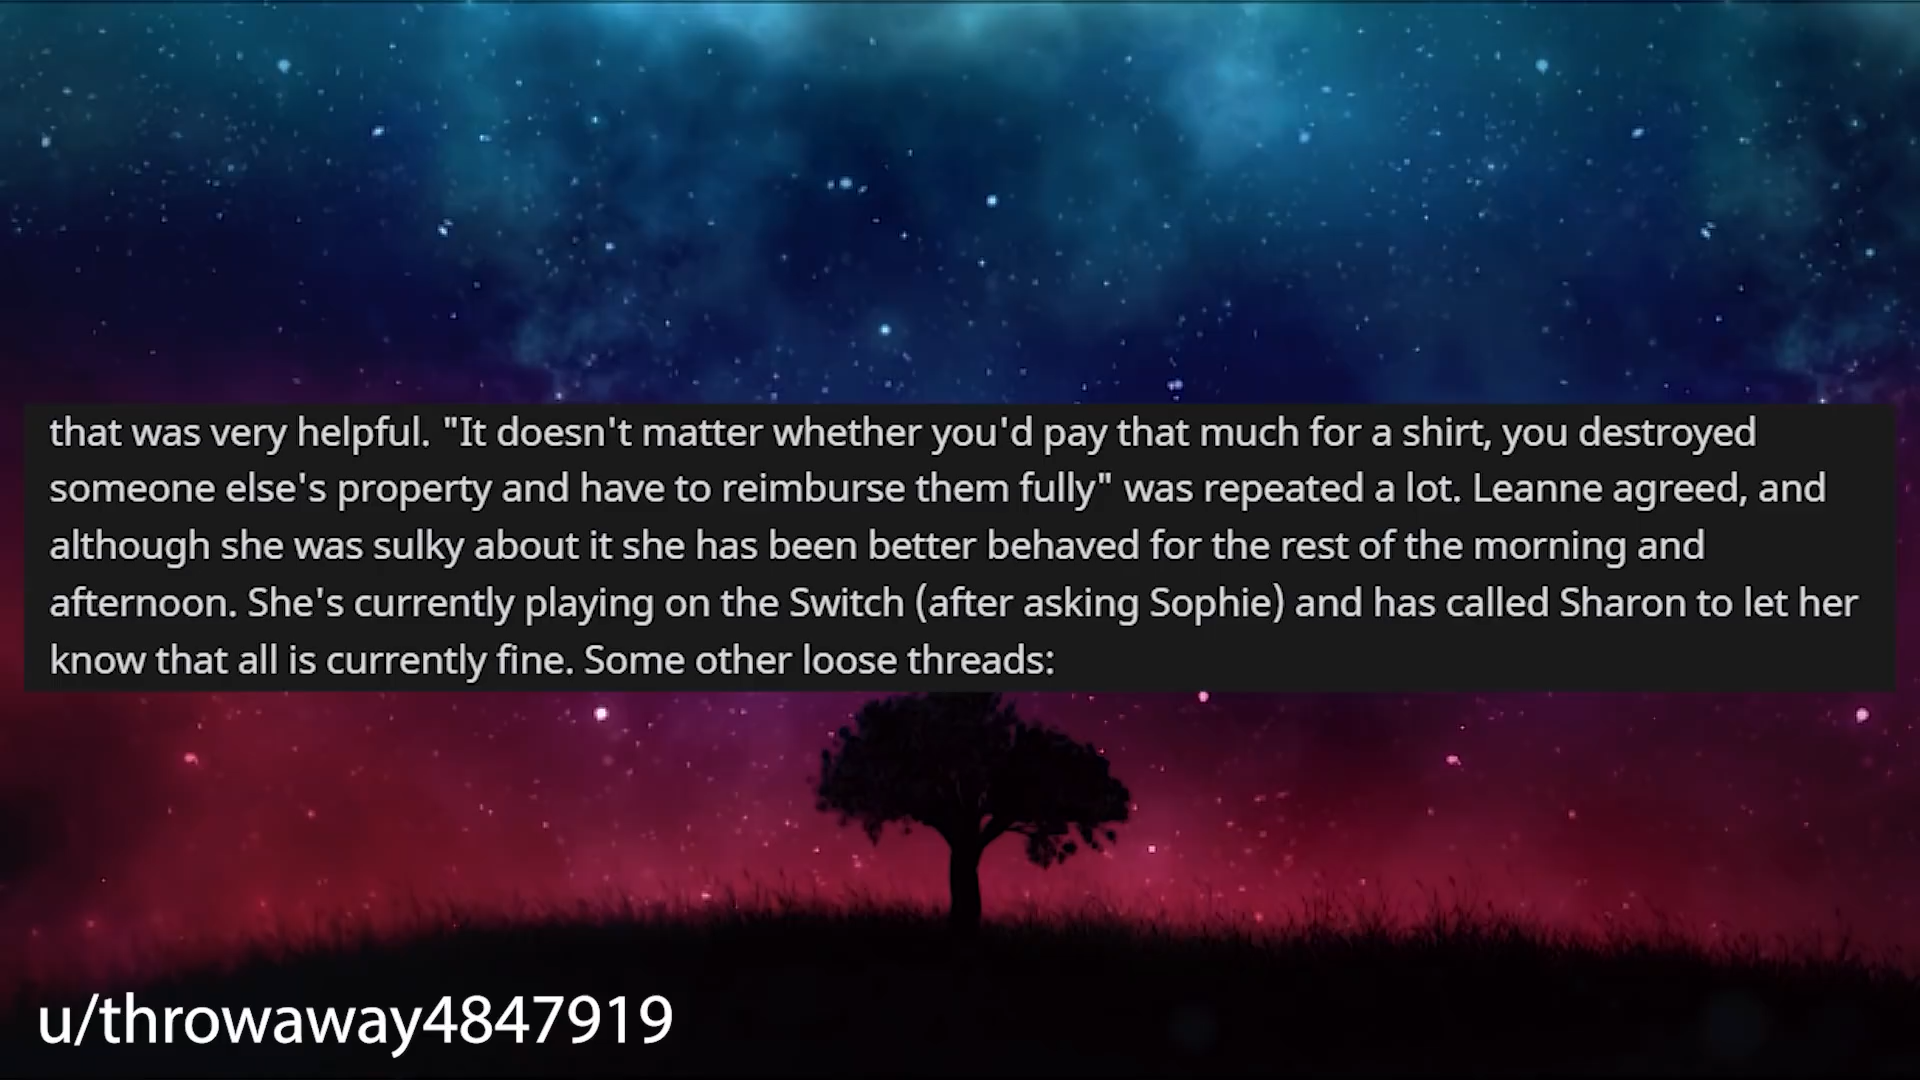 that was very helpful. "It doesn't matter whether you'd pay that much for a shirt, you destroyed
someone else's property and have to reimburse them fully" was repeated a lot. Leanne agreed, and
although she was sulky about it she has been better behaved for the rest of the morning and
afternoon. She's currently playing on the Switch (after asking Sophie) and has called Sharon to let her
know that all is currently fine. Some other loose threads:
u/throwaway4847919